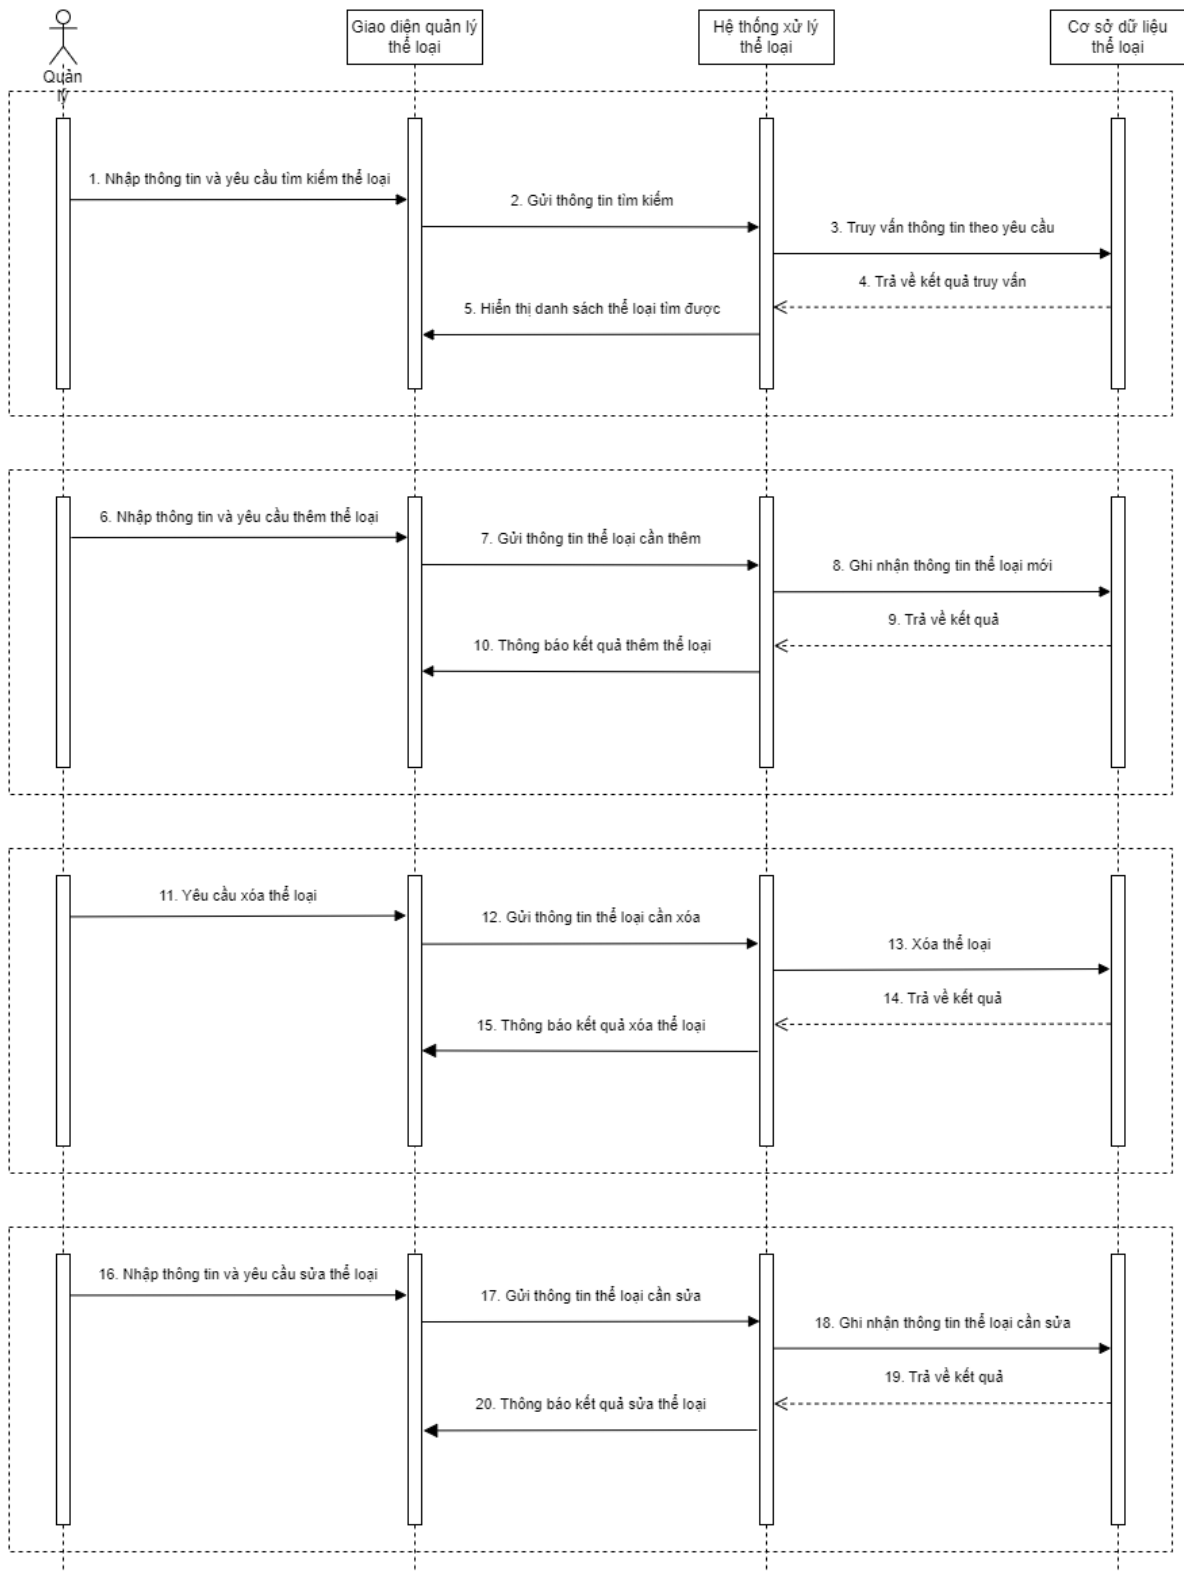 Quản
lý
Giao diện quản lý
thể loại
Hệ thống xử lý
thể loại
Cơ sở dữ liệu
thể loại
1. Nhập thông tin và yêu cầu tìm kiếm thể loại
2. Gửi thông tin tìm kiếm
3. Truy vấn thông tin theo yêu cầu
4. Trả về kết quả truy vấn
5. Hiển thị danh sách thể loại tìm được
6. Nhập thông tin và yêu cầu thêm thể loại
7. Gửi thông tin thể loại cần thêm
8. Ghi nhận thông tin thể loại mới
9. Trả về kết quả
10. Thông báo kết quả thêm thể loại
11. Yêu cầu xóa thể loại
12. Gửi thông tin thể loại cần xóa
13. Xóa thể loại
14. Trả về kết quả
15. Thông báo kết quả xóa thể loại
16. Nhập thông tin và yêu cầu sửa thể loại
17. Gửi thông tin thể loại cần sửa
18. Ghi nhận thông tin thể loại cần sửa
19. Trả về kết quả
20. Thông báo kết quả sửa thể loại